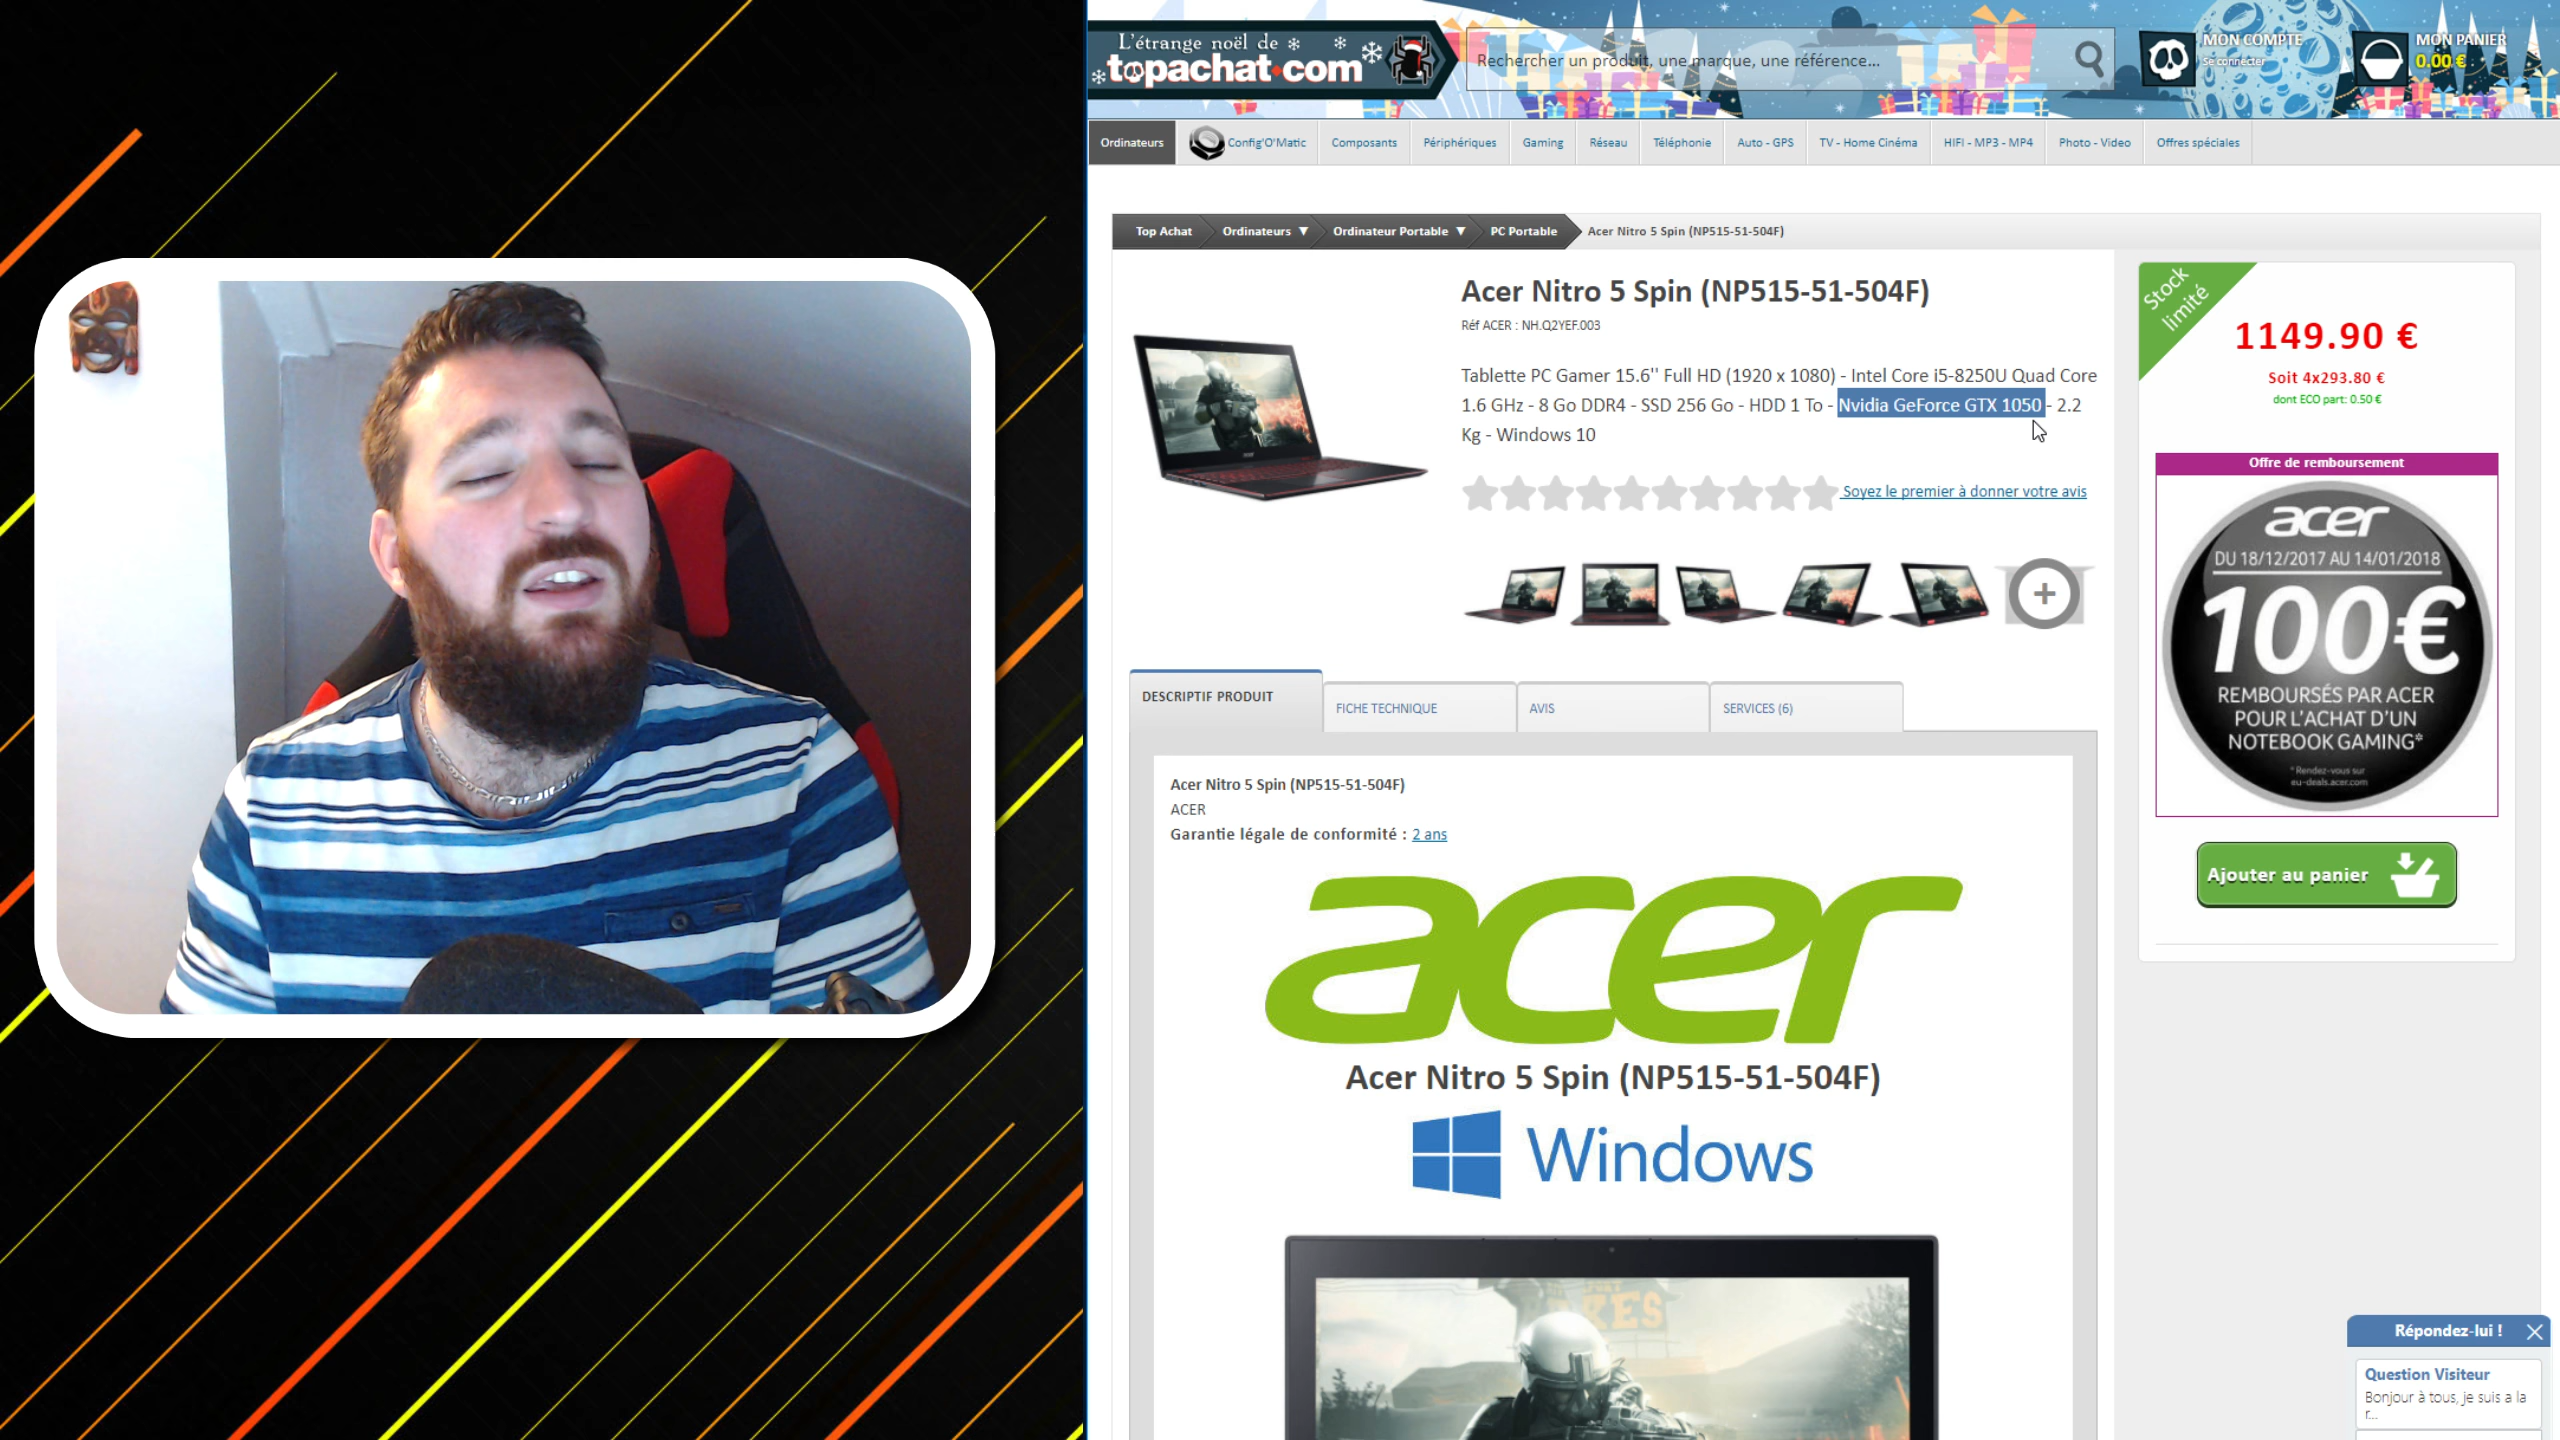 L'étrange noël de
topachat.com
Rechercher un produit, une marque, une référence...
MON COMPTE
Se connecter
MON PANIER
0.00 €
Ordinateurs
Config'O'Matic
Composants
Périphériques
Gaming
Réseau
Téléphonie
Auto - GPS
TV - Home Cinéma
HIFI - MP3 - MP4
Photo - Video
Offres spéciales
Top Achat
Ordinateurs ▼
Ordinateur Portable ▼
PC Portable
Acer Nitro 5 Spin (NP515-51-504F)
Acer Nitro 5 Spin (NP515-51-504F)
Réf ACER : NH.Q2YEF.003
Tablette PC Gamer 15.6'' Full HD (1920 x 1080) - Intel Core i5-8250U Quad Core
1.6 GHz - 8 Go DDR4 - SSD 256 Go - HDD 1 To - Nvidia GeForce GTX 1050 - 2.2
Kg - Windows 10
Soyez le premier à donner votre avis
Stock
limité
1149.90 €
Soit 4x293.80 €
dont ECO part: 0.50 €
Offre de remboursement
acer
DU 18/12/2017 AU 14/01/2018
100€
REMBOURSÉS PAR ACER
POUR L'ACHAT D'UN
NOTEBOOK GAMING*
*Rendez-vous sur
eu-deals.acer.com
Ajouter au panier
DESCRIPTIF PRODUIT
FICHE TECHNIQUE
AVIS
SERVICES (6)
Acer Nitro 5 Spin (NP515-51-504F)
ACER
Garantie légale de conformité : 2 ans
acer
Acer Nitro 5 Spin (NP515-51-504F)
Windows
Répondez-lui !
Question Visiteur
Bonjour à tous, je suis a la
r...